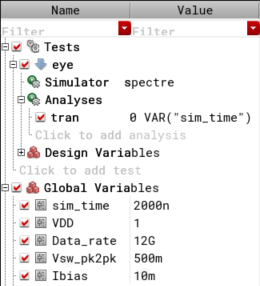 Name Value
Filter Filter
Tests
eye
Simulator spectre
Analyses
tran 0 VAR("sim_time")
Click to add analysis
Design Variables
Click to add test
Global Variables
sim_time 2000n
VDD 1
Data_rate 12G
Vsw_pk2pk 500m
Ibias 10m